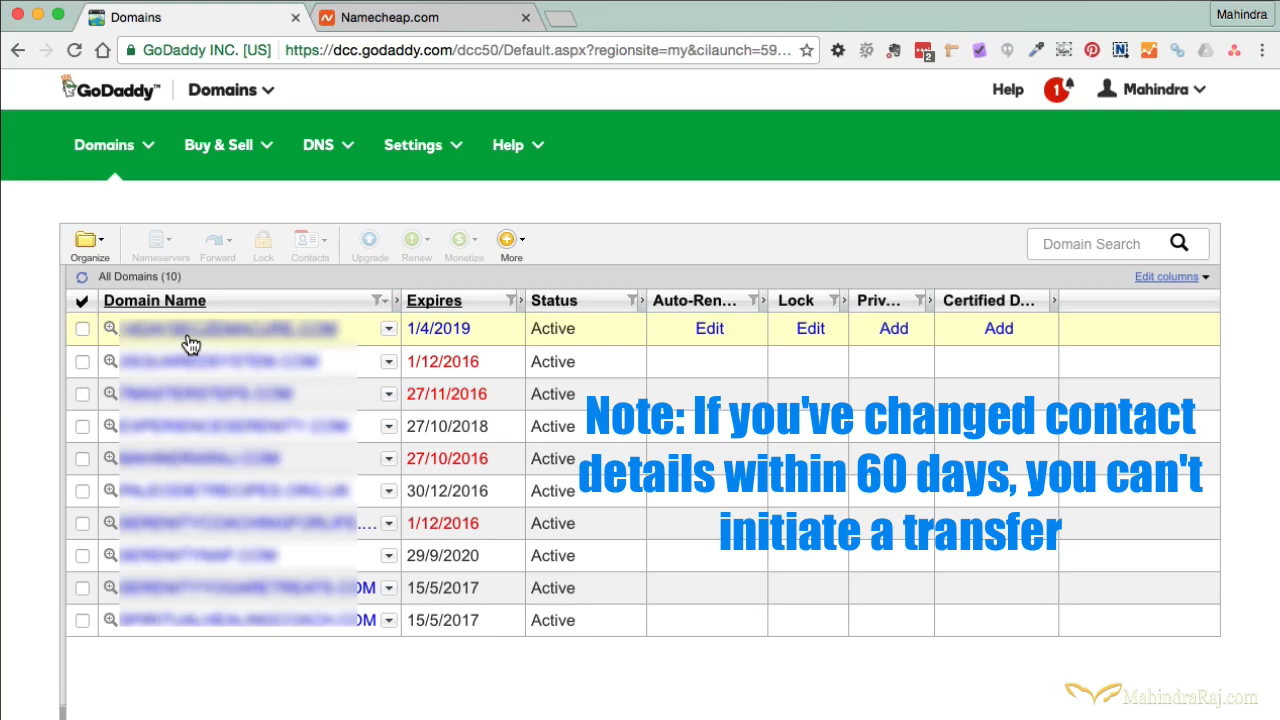 Domains
Namecheap.com
Mahindra
GoDaddy INC. [US] https://dcc.godaddy.com/dcc50/Default.aspx?regionsite=my&cilaunch=59...
2
GoDaddy™ Domains Help 1 Mahindra
Domains Buy & Sell DNS Settings Help
Organize Nameservers Forward Lock Contacts Upgrade Renew Monetize More
Domain Search
All Domains (10) Edit columns
Domain Name Expires Status Auto-Ren... Lock Priv... Certified D...
1/4/2019 Active Edit Edit Add Add
1/12/2016 Active
27/11/2016 Active
27/10/2018 Active
27/10/2016 Active
30/12/2016 Active
1/12/2016 Active
29/9/2020 Active
15/5/2017 Active
15/5/2017 Active
Note: If you've changed contact
details within 60 days, you can't
initiate a transfer
MahindraRaj.com